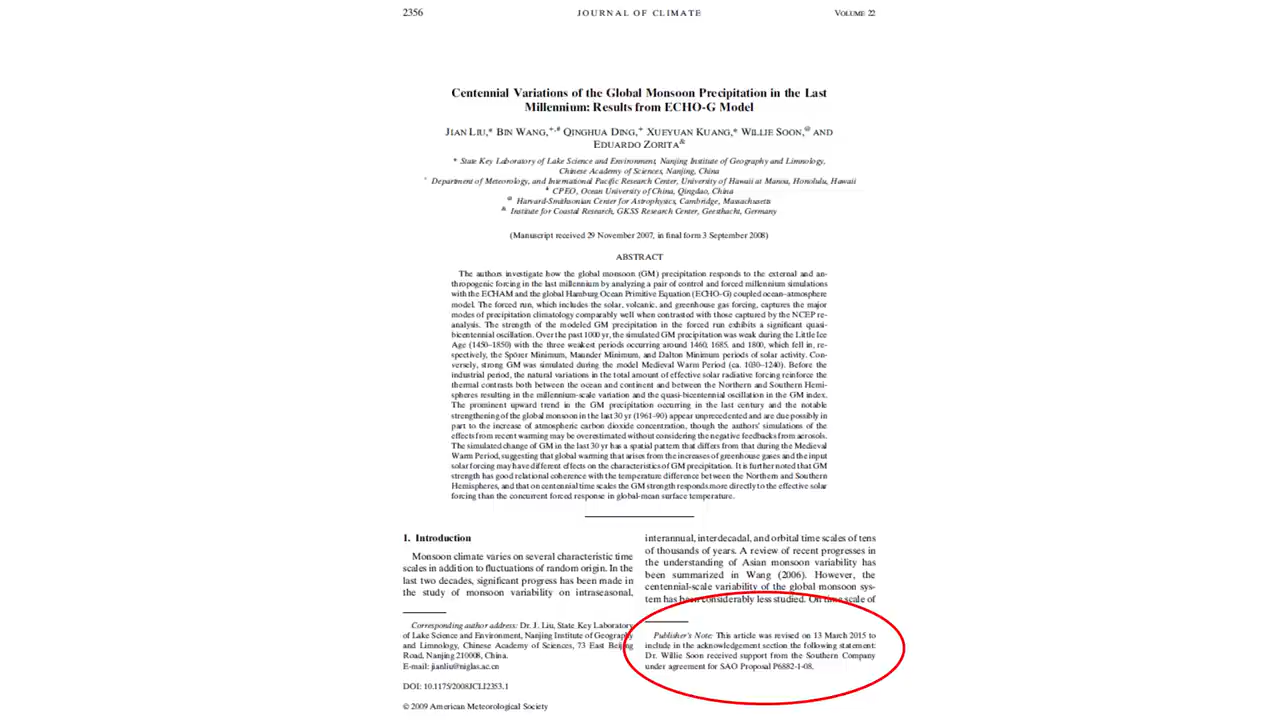 2356
JOURNAL OF CLIMATE
VOLUME 22
Centennial Variations of the Global Monsoon Precipitation in the Last
Millennium: Results from ECHO-G Model
JIAN LIU,* BIN WANG,+,# QINGHUA DING,+ XUEYUAN KUANG,* WILLIE SOON,@ AND
EDUARDO ZORITA&
* State Key Laboratory of Lake Science and Environment, Nanjing Institute of Geography and Limnology,
Chinese Academy of Sciences, Nanjing, China
+ Department of Meteorology, and International Pacific Research Center, University of Hawaii at Manoa, Honolulu, Hawaii
# CPEO, Ocean University of China, Qingdao, China
@ Harvard-Smithsonian Center for Astrophysics, Cambridge, Massachusetts
& Institute for Coastal Research, GKSS Research Center, Geesthacht, Germany
(Manuscript received 29 November 2007, in final form 3 September 2008)
ABSTRACT
The authors investigate how the global monsoon (GM) precipitation responds to the external and an-
thropogenic forcing in the last millennium by analyzing a pair of control and forced millennium simulations
with the ECHAM and the global Hamburg Ocean Primitive Equation (ECHO-G) coupled ocean–atmosphere
model. The forced run, which includes the solar, volcanic, and greenhouse gas forcing, captures the major
modes of precipitation climatology comparably well when contrasted with those captured by the NCEP re-
analysis. The strength of the modeled GM precipitation in the forced run exhibits a significant quasi-
bicentennial oscillation. Over the past 1000 yr, the simulated GM precipitation was weak during the Little Ice
Age (1450–1850) with the three weakest periods occurring around 1460, 1685, and 1800, which fell in, re-
spectively, the Spörer Minimum, Maunder Minimum, and Dalton Minimum periods of solar activity. Con-
versely, strong GM was simulated during the model Medieval Warm Period (ca. 1030–1240). Before the
industrial period, the natural variations in the total amount of effective solar radiative forcing reinforce the
thermal contrasts both between the ocean and continent and between the Northern and Southern Hemi-
spheres resulting in the millennium-scale variation and the quasi-bicentennial oscillation in the GM index.
The prominent upward trend in the GM precipitation occurring in the last century and the notable
strengthening of the global monsoon in the last 30 yr (1961–90) appear unprecedented and are due possibly in
part to the increase of atmospheric carbon dioxide concentration, though the authors' simulations of the
effects from recent warming may be overestimated without considering the negative feedbacks from aerosols.
The simulated change of GM in the last 30 yr has a spatial pattern that differs from that during the Medieval
Warm Period, suggesting that global warming that arises from the increases of greenhouse gases and the input
solar forcing may have different effects on the characteristics of GM precipitation. It is further noted that GM
strength has good relational coherence with the temperature difference between the Northern and Southern
Hemispheres, and that on centennial time scales the GM strength responds more directly to the effective solar
forcing than the concurrent forced response in global-mean surface temperature.
1. Introduction
Monsoon climate varies on several characteristic time
scales in addition to fluctuations of random origin. In the
last two decades, significant progress has been made in
the study of monsoon variability on intraseasonal,
Corresponding author address: Dr. J. Liu, State Key Laboratory
of Lake Science and Environment, Nanjing Institute of Geography
and Limnology, Chinese Academy of Sciences, 73 East Beijing
Road, Nanjing 210008, China.
E-mail: jianliu@niglas.ac.cn
DOI: 10.1175/2008JCLI2353.1
© 2009 American Meteorological Society
interannual, interdecadal, and orbital time scales of tens
of thousands of years. A review of recent progresses in
the understanding of Asian monsoon variability has
been summarized in Wang (2006). However, the
centennial-scale variability of the global monsoon sys-
tem has been considerably less studied. On time scale of
Publisher's Note: This article was revised on 13 March 2015 to
include in the acknowledgement section the following statement:
Dr. Willie Soon received support from the Southern Company
under agreement for SAO Proposal P6882-1-08.